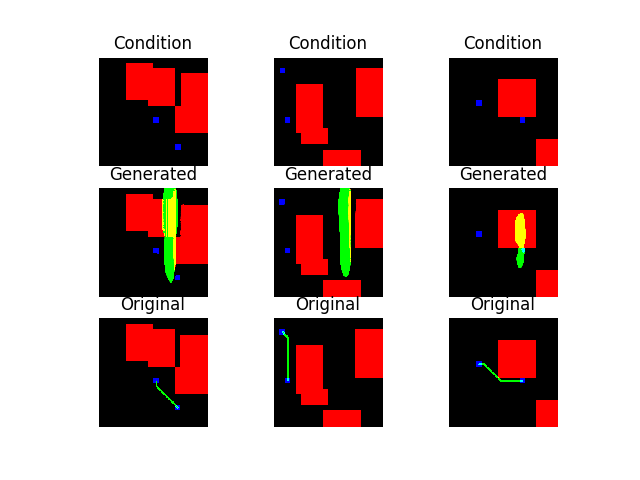 Condition
Condition
Condition
Generated
Generated
Generated
Original
Original
Original